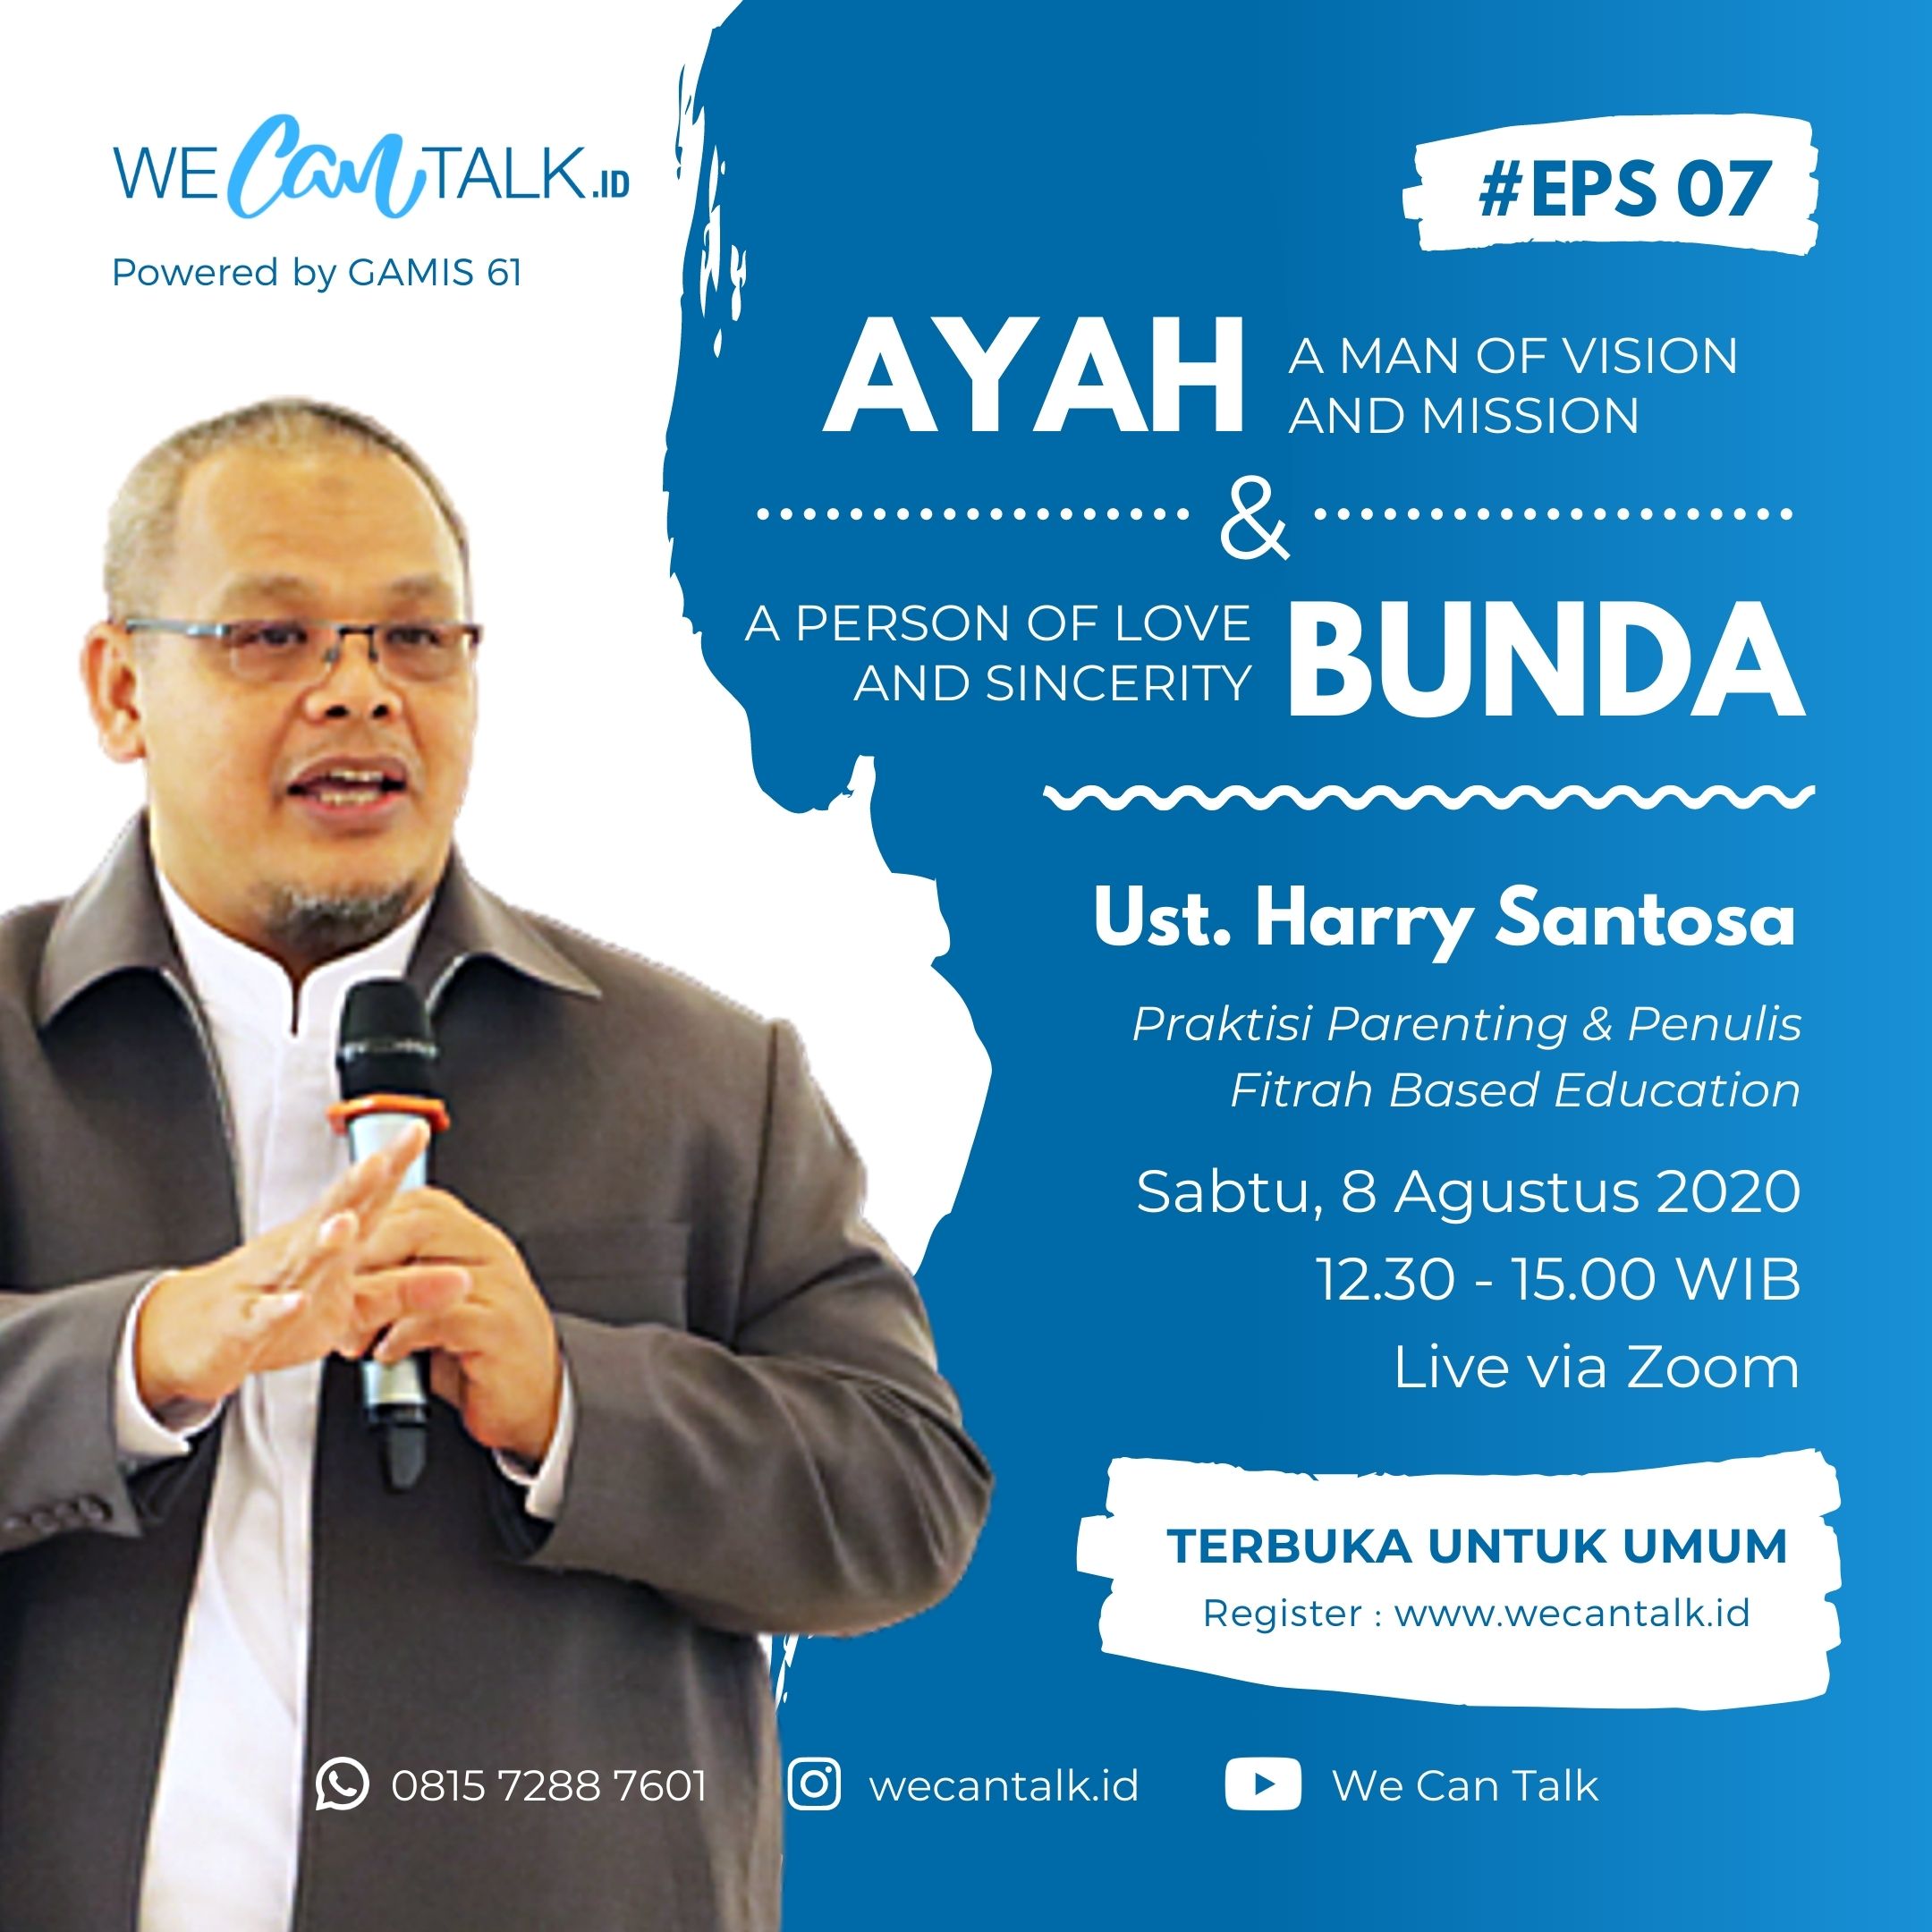 WE Can TALK.ID
Powered by GAMIS 61
#EPS 07
AYAH
A MAN OF VISION
AND MISSION
&
A PERSON OF LOVE
AND SINCERITY
BUNDA
Ust. Harry Santosa
Praktisi Parenting & Penulis
Fitrah Based Education
Sabtu, 8 Agustus 2020
12.30 - 15.00 WIB
Live via Zoom
TERBUKA UNTUK UMUM
Register : www.wecantalk.id
0815 7288 7601
wecantalk.id
We Can Talk